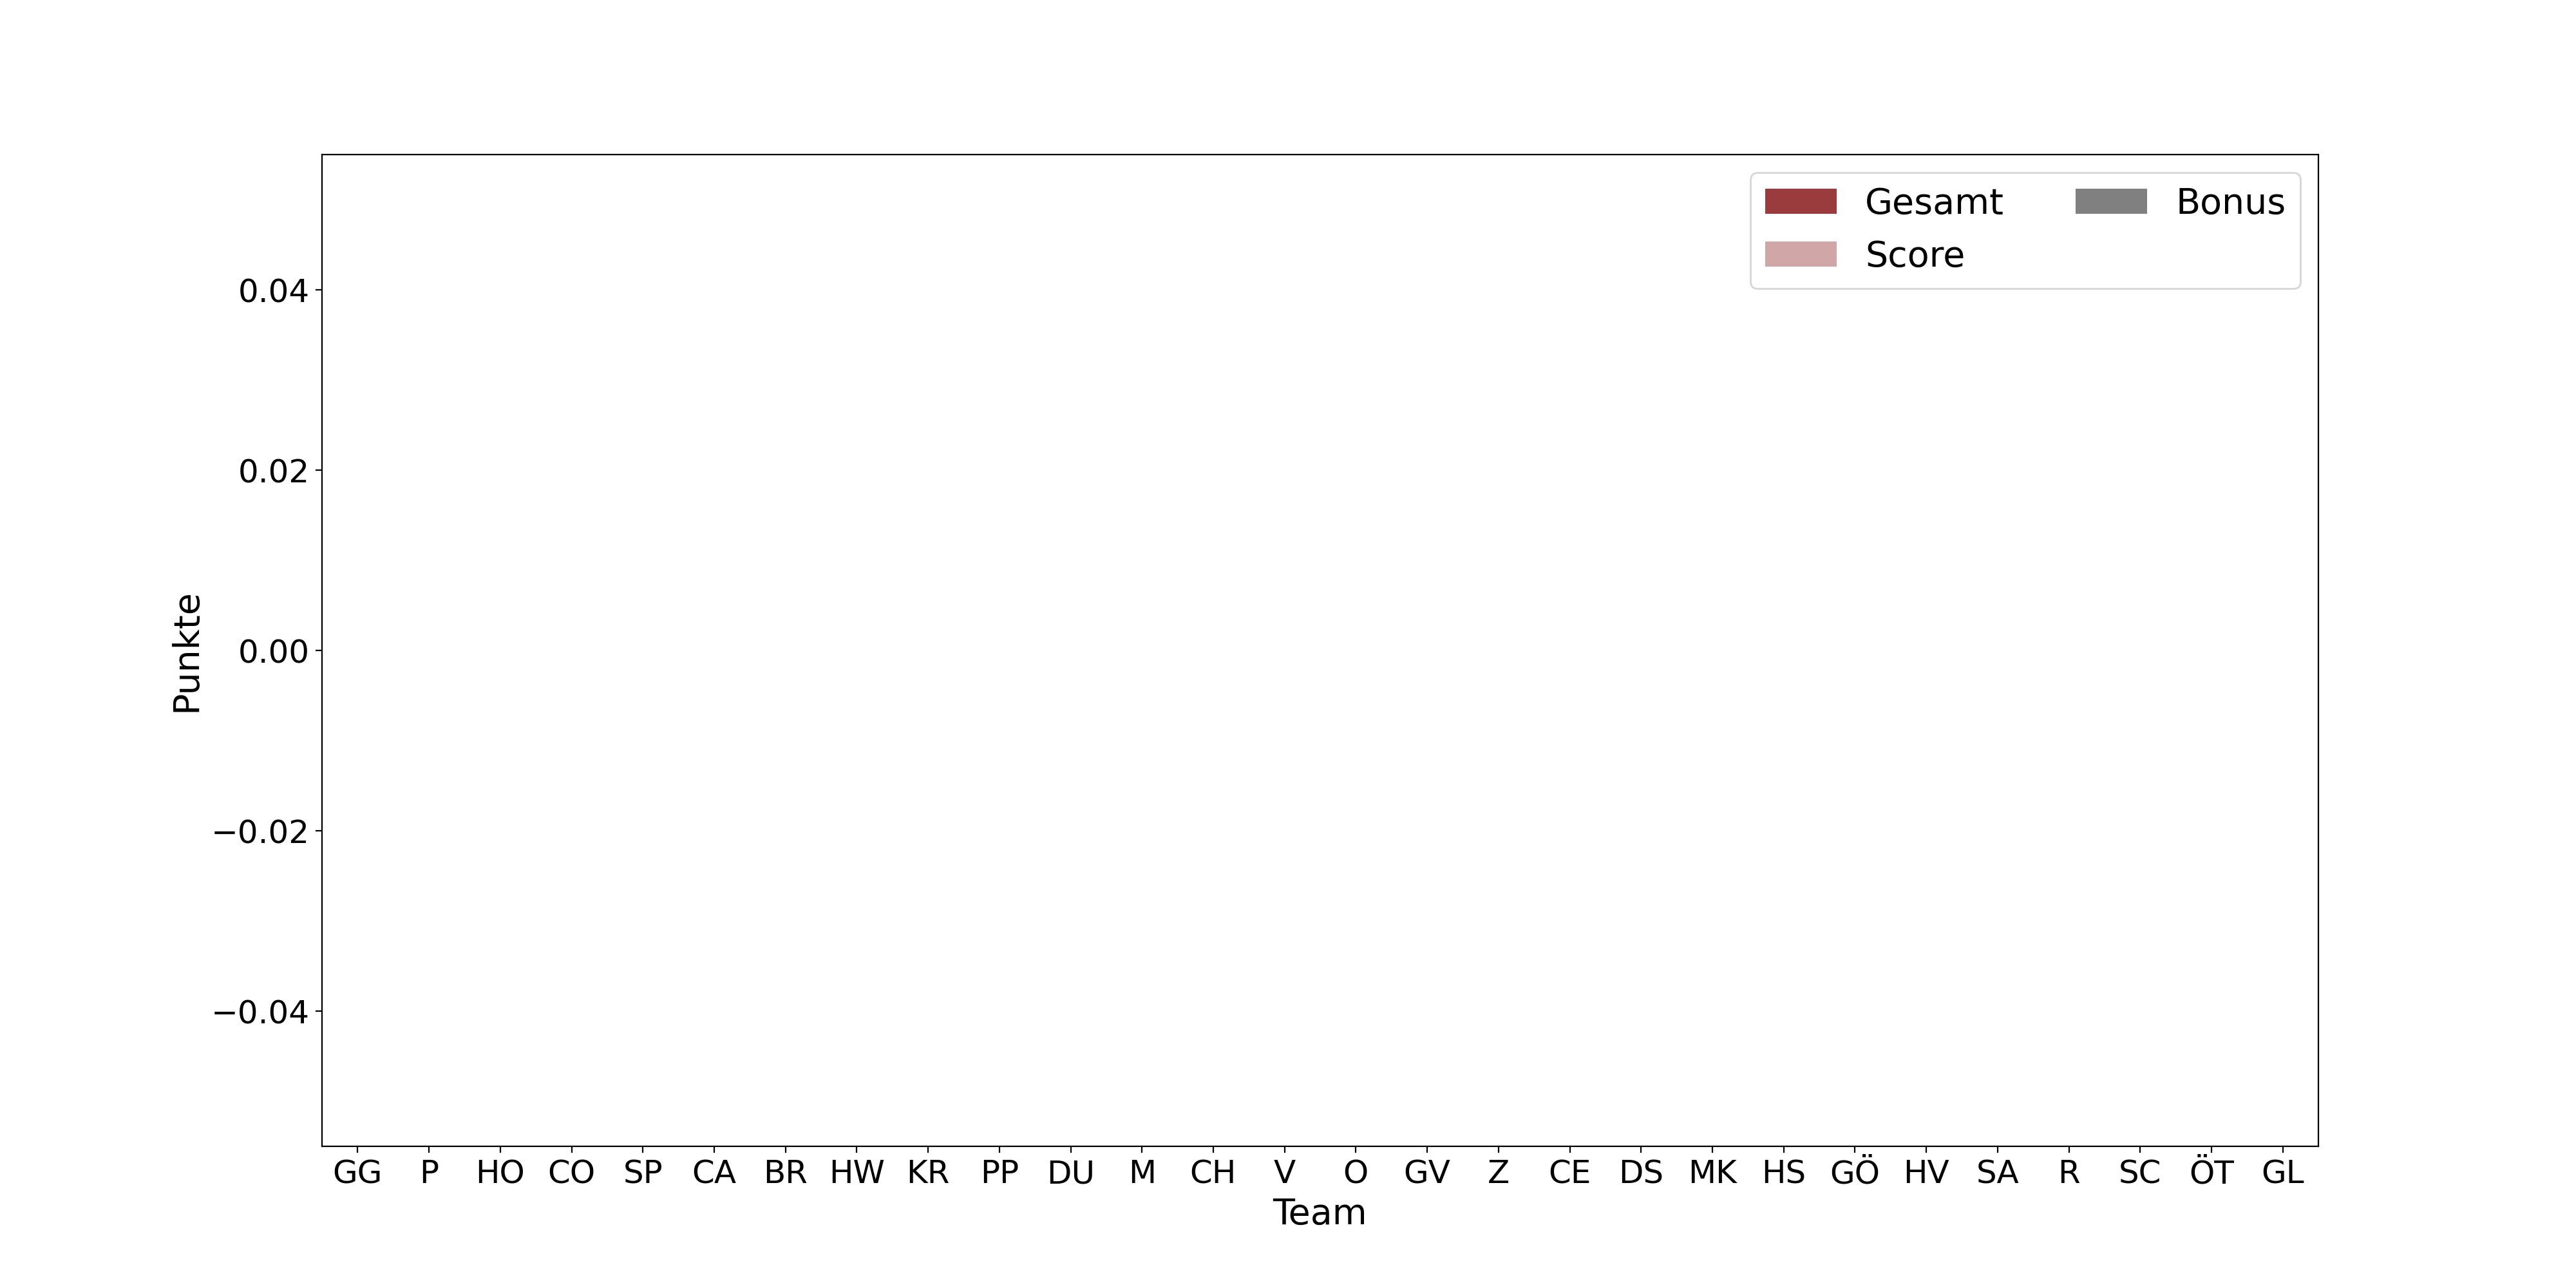 Gesamt
Bonus
Score
0.04
0.02
0.00
−0.02
−0.04
Punkte
GG P HO CO SP CA BR HW KR PP DU M CH V O GV Z CE DS MK HS GÖ HV SA R SC ÖT GL
Team